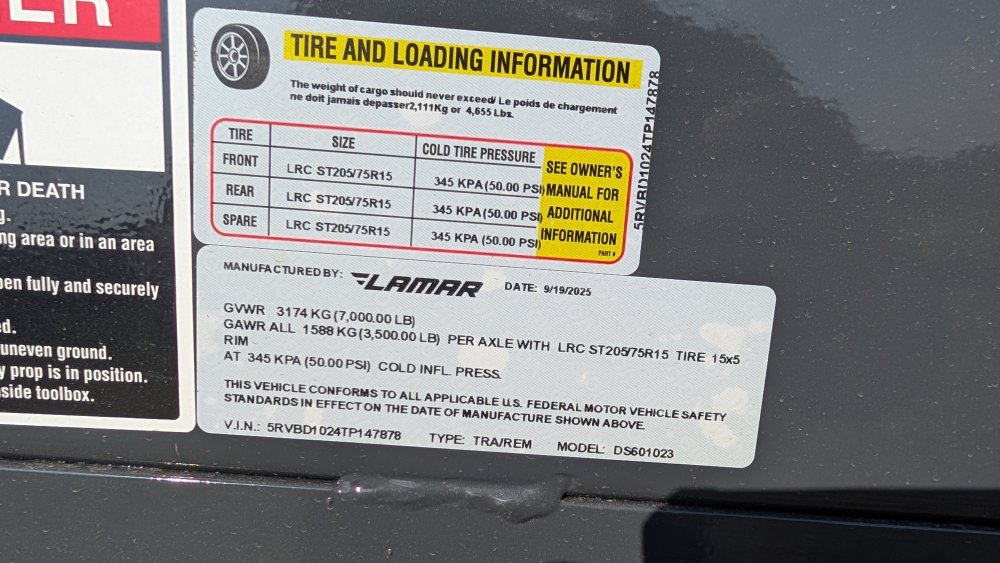 ER
R DEATH
g.
ng area or in an area
pen fully and securely
ed.
uneven ground.
y prop is in position.
side toolbox.
TIRE AND LOADING INFORMATION
The weight of cargo should never exceed/ Le poids de chargement
ne doit jamais depasser2,111Kg or 4,655 Lbs.
TIRE SIZE COLD TIRE PRESSURE
FRONT LRC ST205/75R15 345 KPA (50.00 PSI)
REAR LRC ST205/75R15 345 KPA (50.00 PSI)
SPARE LRC ST205/75R15 345 KPA (50.00 PSI)
SEE OWNER'S
MANUAL FOR
ADDITIONAL
INFORMATION
PART #
5RVBD1024TP147878
MANUFACTURED BY: LAMAR DATE: 9/19/2025
GVWR 3174 KG (7,000.00 LB)
GAWR ALL 1588 KG (3,500.00 LB) PER AXLE WITH LRC ST205/75R15 TIRE 15x5
RIM
AT 345 KPA (50.00 PSI) COLD INFL. PRESS.
THIS VEHICLE CONFORMS TO ALL APPLICABLE U.S. FEDERAL MOTOR VEHICLE SAFETY
STANDARDS IN EFFECT ON THE DATE OF MANUFACTURE SHOWN ABOVE.
V.I.N.: 5RVBD1024TP147878 TYPE: TRA/REM MODEL: DS601023